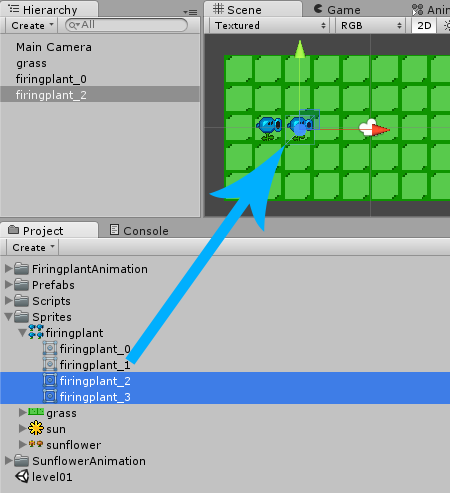 Hierarchy
Create
All
Main Camera
grass
firingplant_0
firingplant_2
Scene
Game
Ani
Textured
RGB
2D
Project
Console
Create
FiringplantAnimation
Prefabs
Scripts
Sprites
firingplant
firingplant_0
firingplant_1
firingplant_2
firingplant_3
grass
sun
sunflower
SunflowerAnimation
level01